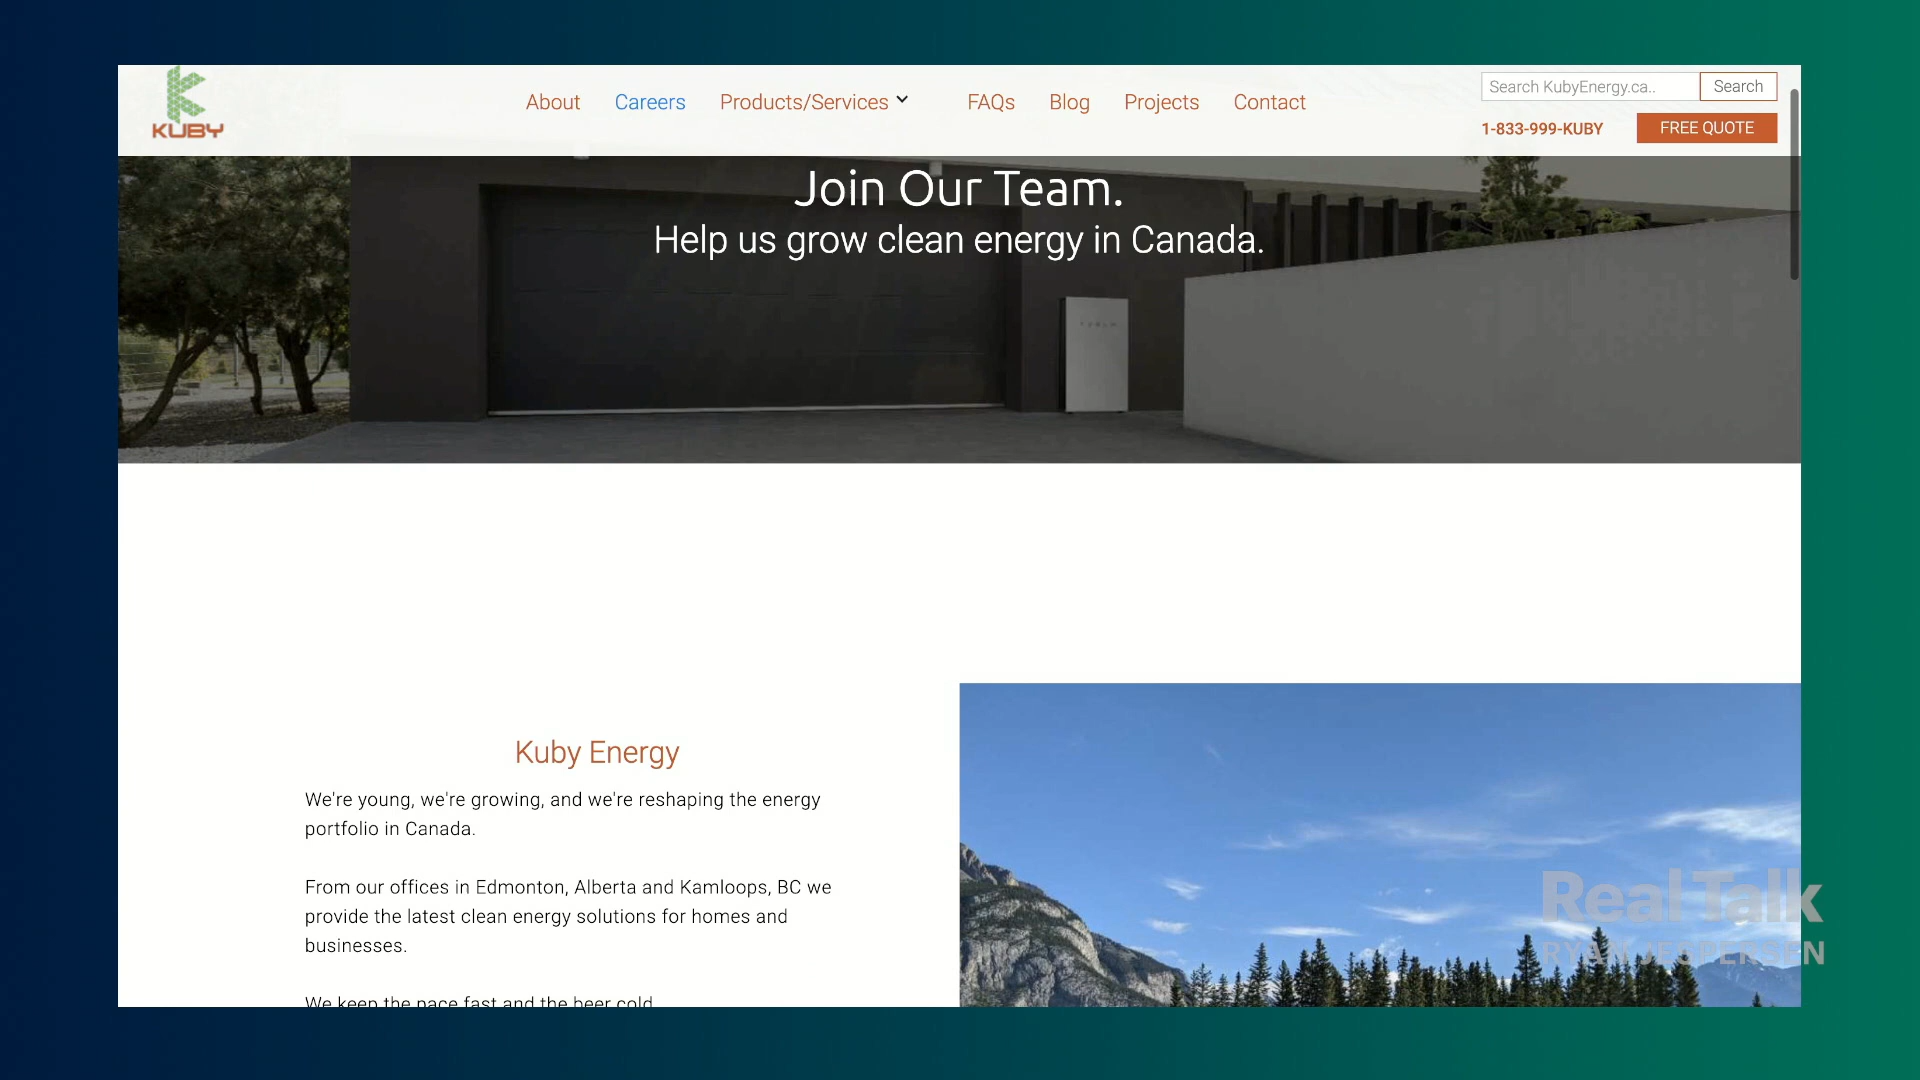 KUBY
About Careers Products/Services FAQs Blog Projects Contact
Search KubyEnergy.ca.. Search
1-833-999-KUBY FREE QUOTE
Join Our Team.
Help us grow clean energy in Canada.
Kuby Energy
We're young, we're growing, and we're reshaping the energy
portfolio in Canada.
From our offices in Edmonton, Alberta and Kamloops, BC we
provide the latest clean energy solutions for homes and
businesses.
We keep the pace fast and the beer cold
Real Talk
RYAN JESPERSEN